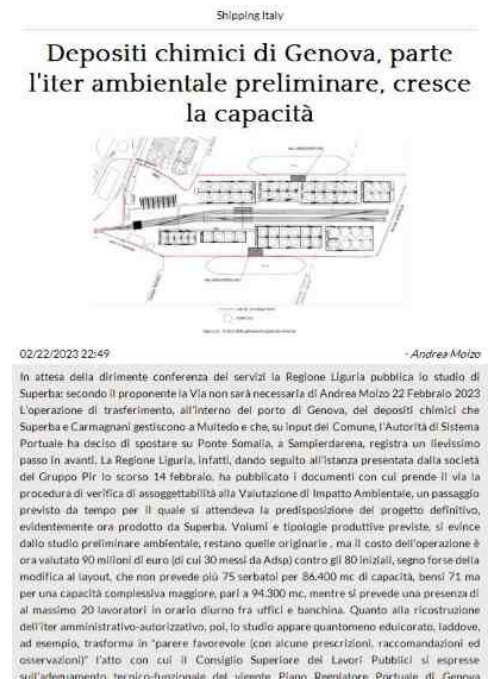 Shipping Italy
Depositi chimici di Genova, parte
l'iter ambientale preliminare, cresce
la capacità
02/22/2023 22:49
- Andrea Moizo
In attesa della dirimente conferenza dei servizi la Regione Liguria pubblica lo studio di
Superba: secondo il proponente la Via non sarà necessaria di Andrea Moizo 22 Febbraio 2023
L'operazione di trasferimento, all'interno del porto di Genova, dei depositi chimici che
Superba e Carmagnani gestiscono a Multedo e che, su input del Comune, l'Autorità di Sistema
Portuale ha deciso di spostare su Ponte Somalia, a Sampierdarena, registra un lievissimo
passo in avanti. La Regione Liguria, infatti, dando seguito all'istanza presentata dalla società
del Gruppo Pir lo scorso 14 febbraio, ha pubblicato i documenti con cui prende il via la
procedura di verifica di assoggettabilità alla Valutazione di Impatto Ambientale, un passaggio
previsto da tempo per il quale si attendeva la predisposizione del progetto definitivo,
evidentemente ora prodotto da Superba. Volumi e tipologie produttive previste, si evince
dallo studio preliminare ambientale, restano quelle originarie , ma il costo dell'operazione è
ora valutato 90 milioni di euro (di cui 30 messi da Adsp) contro gli 80 iniziali, segno forse della
modifica al layout, che non prevede più 75 serbatoi per 86.400 mc di capacità, bensì 71 ma
per una capacità complessiva maggiore, pari a 94.300 mc, mentre si prevede una presenza di
al massimo 20 lavoratori in orario diurno fra uffici e banchina. Quanto alla ricostruzione
dell'iter amministrativo-autorizzativo, poi, lo studio appare quantomeno edulcorato, laddove,
ad esempio, trasforma in "parere favorevole (con alcune prescrizioni, raccomandazioni ed
osservazioni)" l'atto con cui il Consiglio Superiore dei Lavori Pubblici si espresse
sull'adeguamento tecnico-funzionale del vigente Piano Regolatore Portuale di Genova